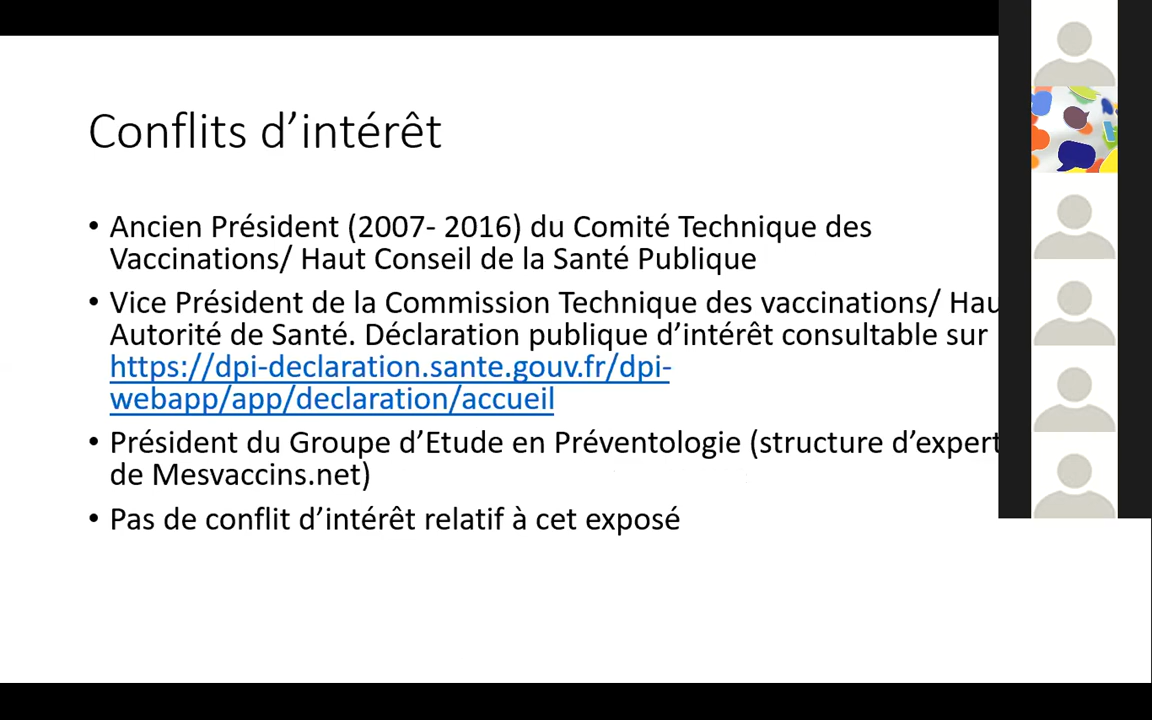 Conflits d’intérêt
• Ancien Président (2007- 2016) du Comité Technique des
Vaccinations/ Haut Conseil de la Santé Publique
• Vice Président de la Commission Technique des vaccinations/ Hau
Autorité de Santé. Déclaration publique d’intérêt consultable sur
https://dpi-declaration.sante.gouv.fr/dpi-
webapp/app/declaration/accueil
• Président du Groupe d’Etude en Préventologie (structure d’expert
de Mesvaccins.net)
• Pas de conflit d’intérêt relatif à cet exposé